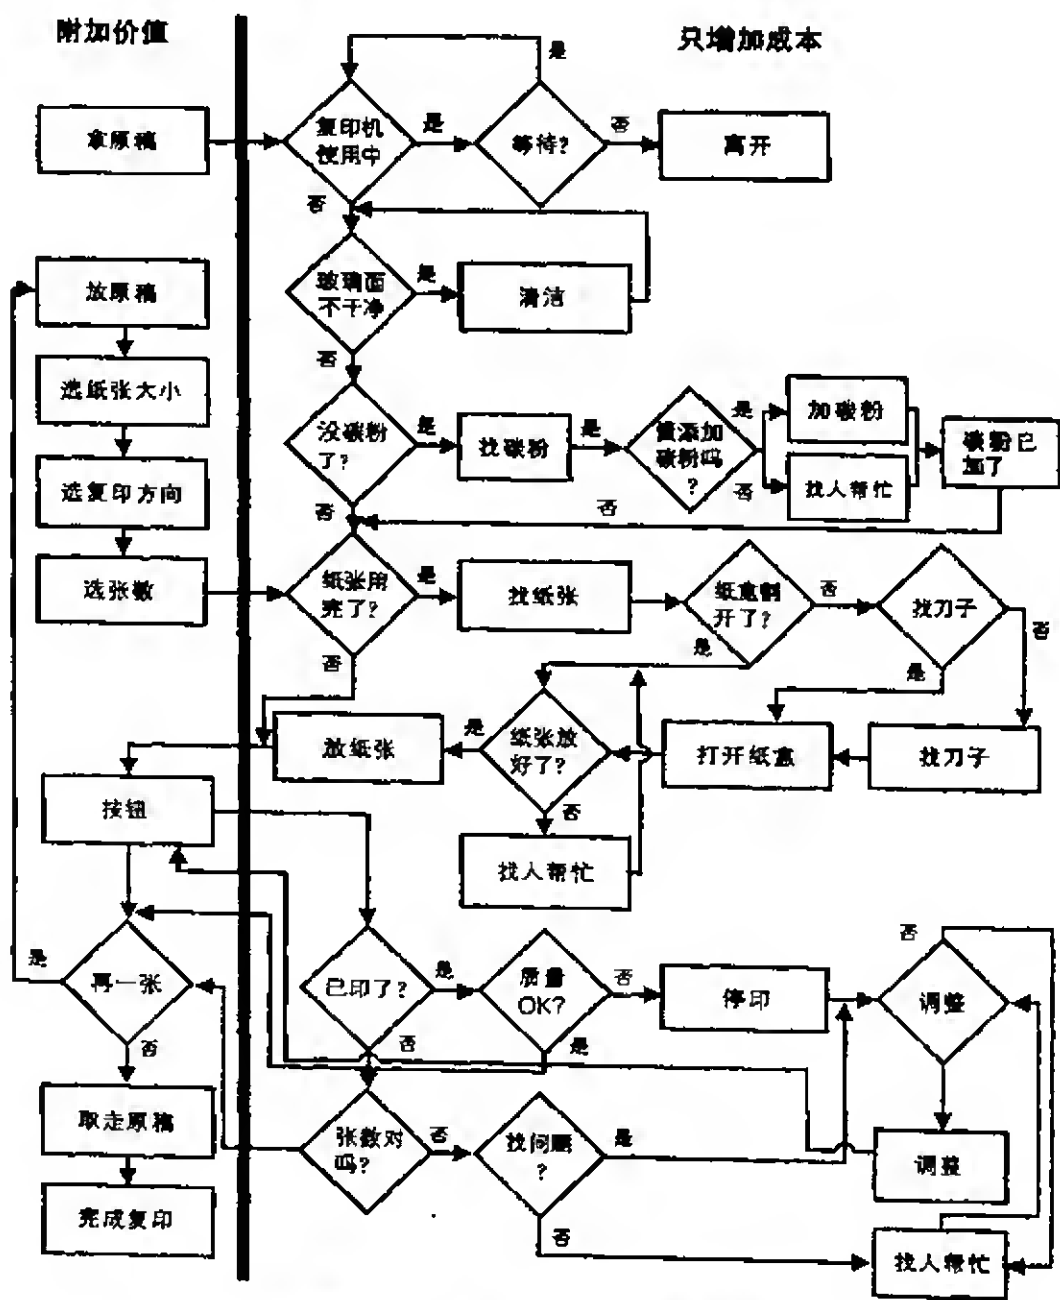 附加价值
只增加成本
是
拿原稿
复印机
使用中
是
等待?
否
离开
否
放原稿
玻璃面
不干净
是
清洁
否
选纸张大小
没碳粉
了?
是
找碳粉
是
添加
碳粉吗
?
是
加碳粉
否
找人帮忙
碳粉已
加了
选复印方向
否
否
选张数
纸张用
完了?
是
找纸张
纸盒割
开了?
否
找刀子
否
否
是
是
放纸张
是
纸张放
好了?
打开纸盒
找刀子
按钮
否
找人帮忙
是
再一张
已印了?
是
质量
OK?
否
停印
否
调整
否
否
是
取走原稿
张数对
吗?
否
找问题
?
是
调整
完成复印
否
找人帮忙